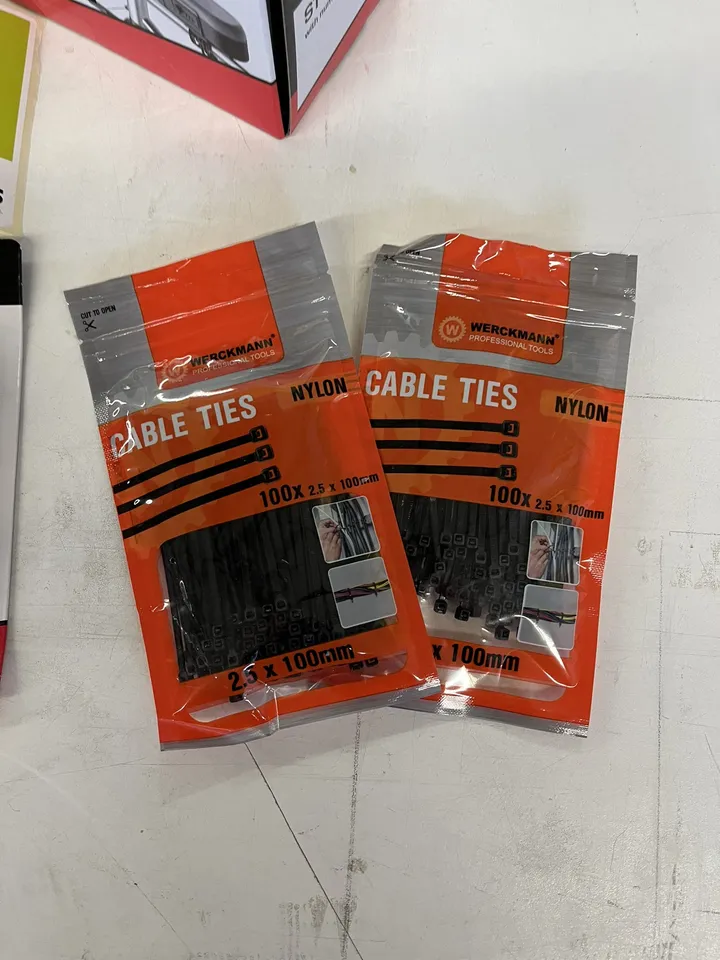 CUT TO OPEN
WERCKMANN®
PROFESSIONAL TOOLS
CABLE TIES
NYLON
100x 2.5 x 100mm
2.5 x 100mm
W
WERCKMANN®
PROFESSIONAL TOOLS
CABLE TIES
NYLON
100x 2.5 x 100mm
x 100mm